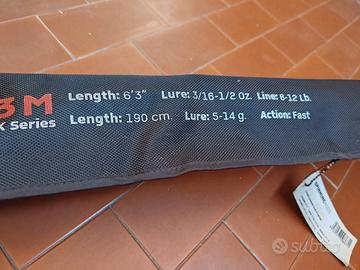 3 M
Series
Length: 6'3" Lure: 3/16-1/2 Oz. Line: 6-12 Lb.
Length: 190 cm. Lure: 5-14 g. Action: Fast
subito